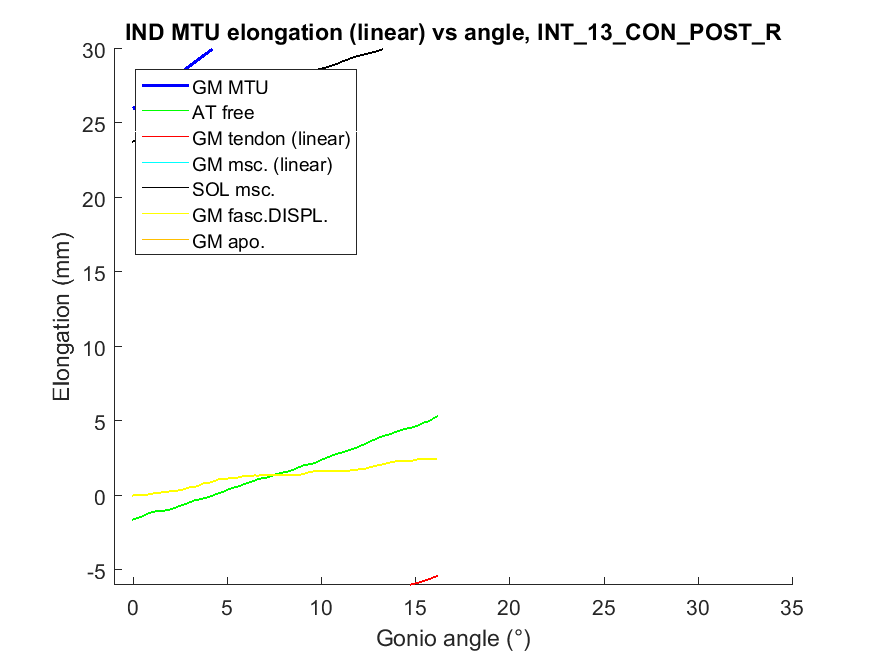 IND MTU elongation (linear) vs angle, INT_13_CON_POST_R
30
25
20
15
10
5
0
-5
Elongation (mm)
GM MTU
AT free
GM tendon (linear)
GM msc. (linear)
SOL msc.
GM fasc.DISPL.
GM apo.
0 5 10 15 20 25 30 35
Gonio angle (°)